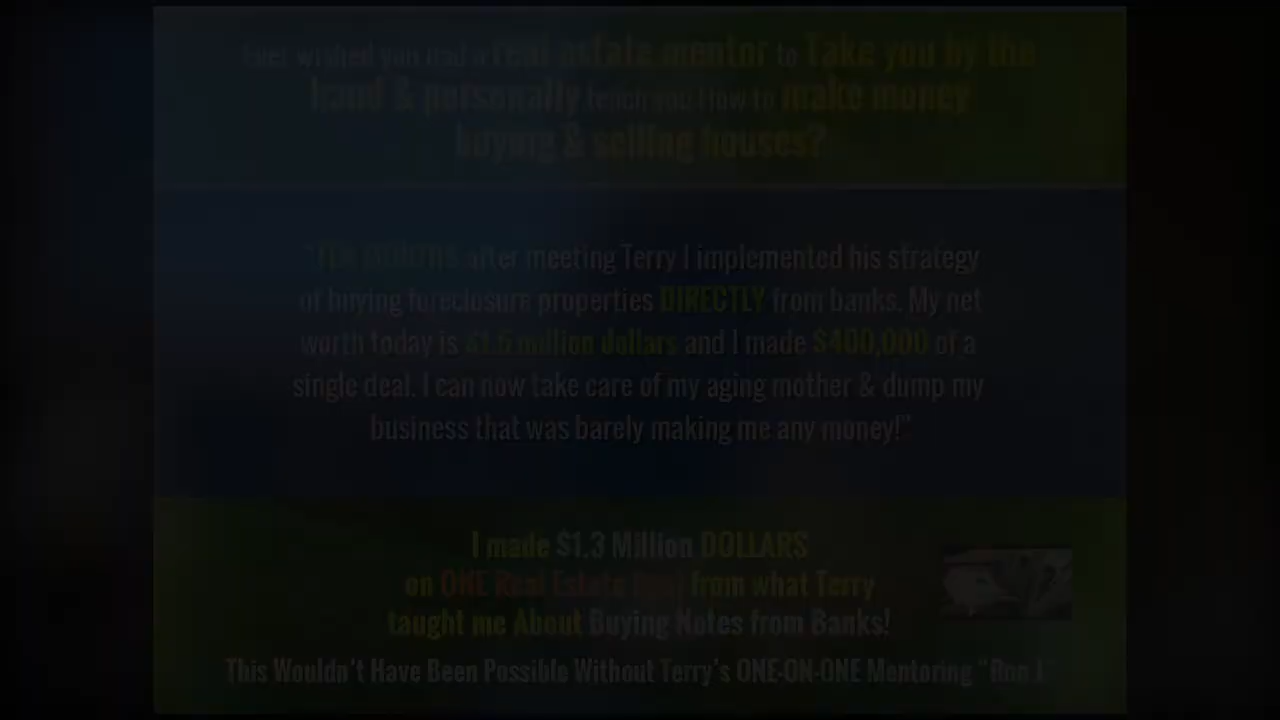 Ever wished you had a real estate mentor to Take you by the
hand & personally teach you How to make money
buying & selling houses?
after meeting Terry I implemented his strategy
of buying foreclosure properties DIRECTLY from banks. My net
worth today is $1.5 million dollars and I made $400,000 of a
single deal. I can now take care of my aging mother & dump my
business that was barely making me any money!"
I made $1.3 Million DOLLARS
on ONE Real Estate Deal from what Terry
taught me About Buying Notes from Banks!
This Wouldn't Have Been Possible Without Terry's ONE-ON-ONE Mentoring "Ron